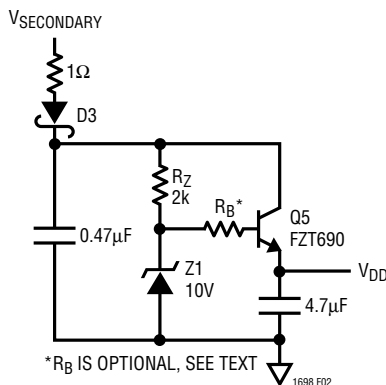 VSECONDARY
1Ω
D3
RZ
2k
RB*
Q5
FZT690
0.47µF
Z1
10V
VDD
4.7µF
*RB IS OPTIONAL, SEE TEXT
1698 F02